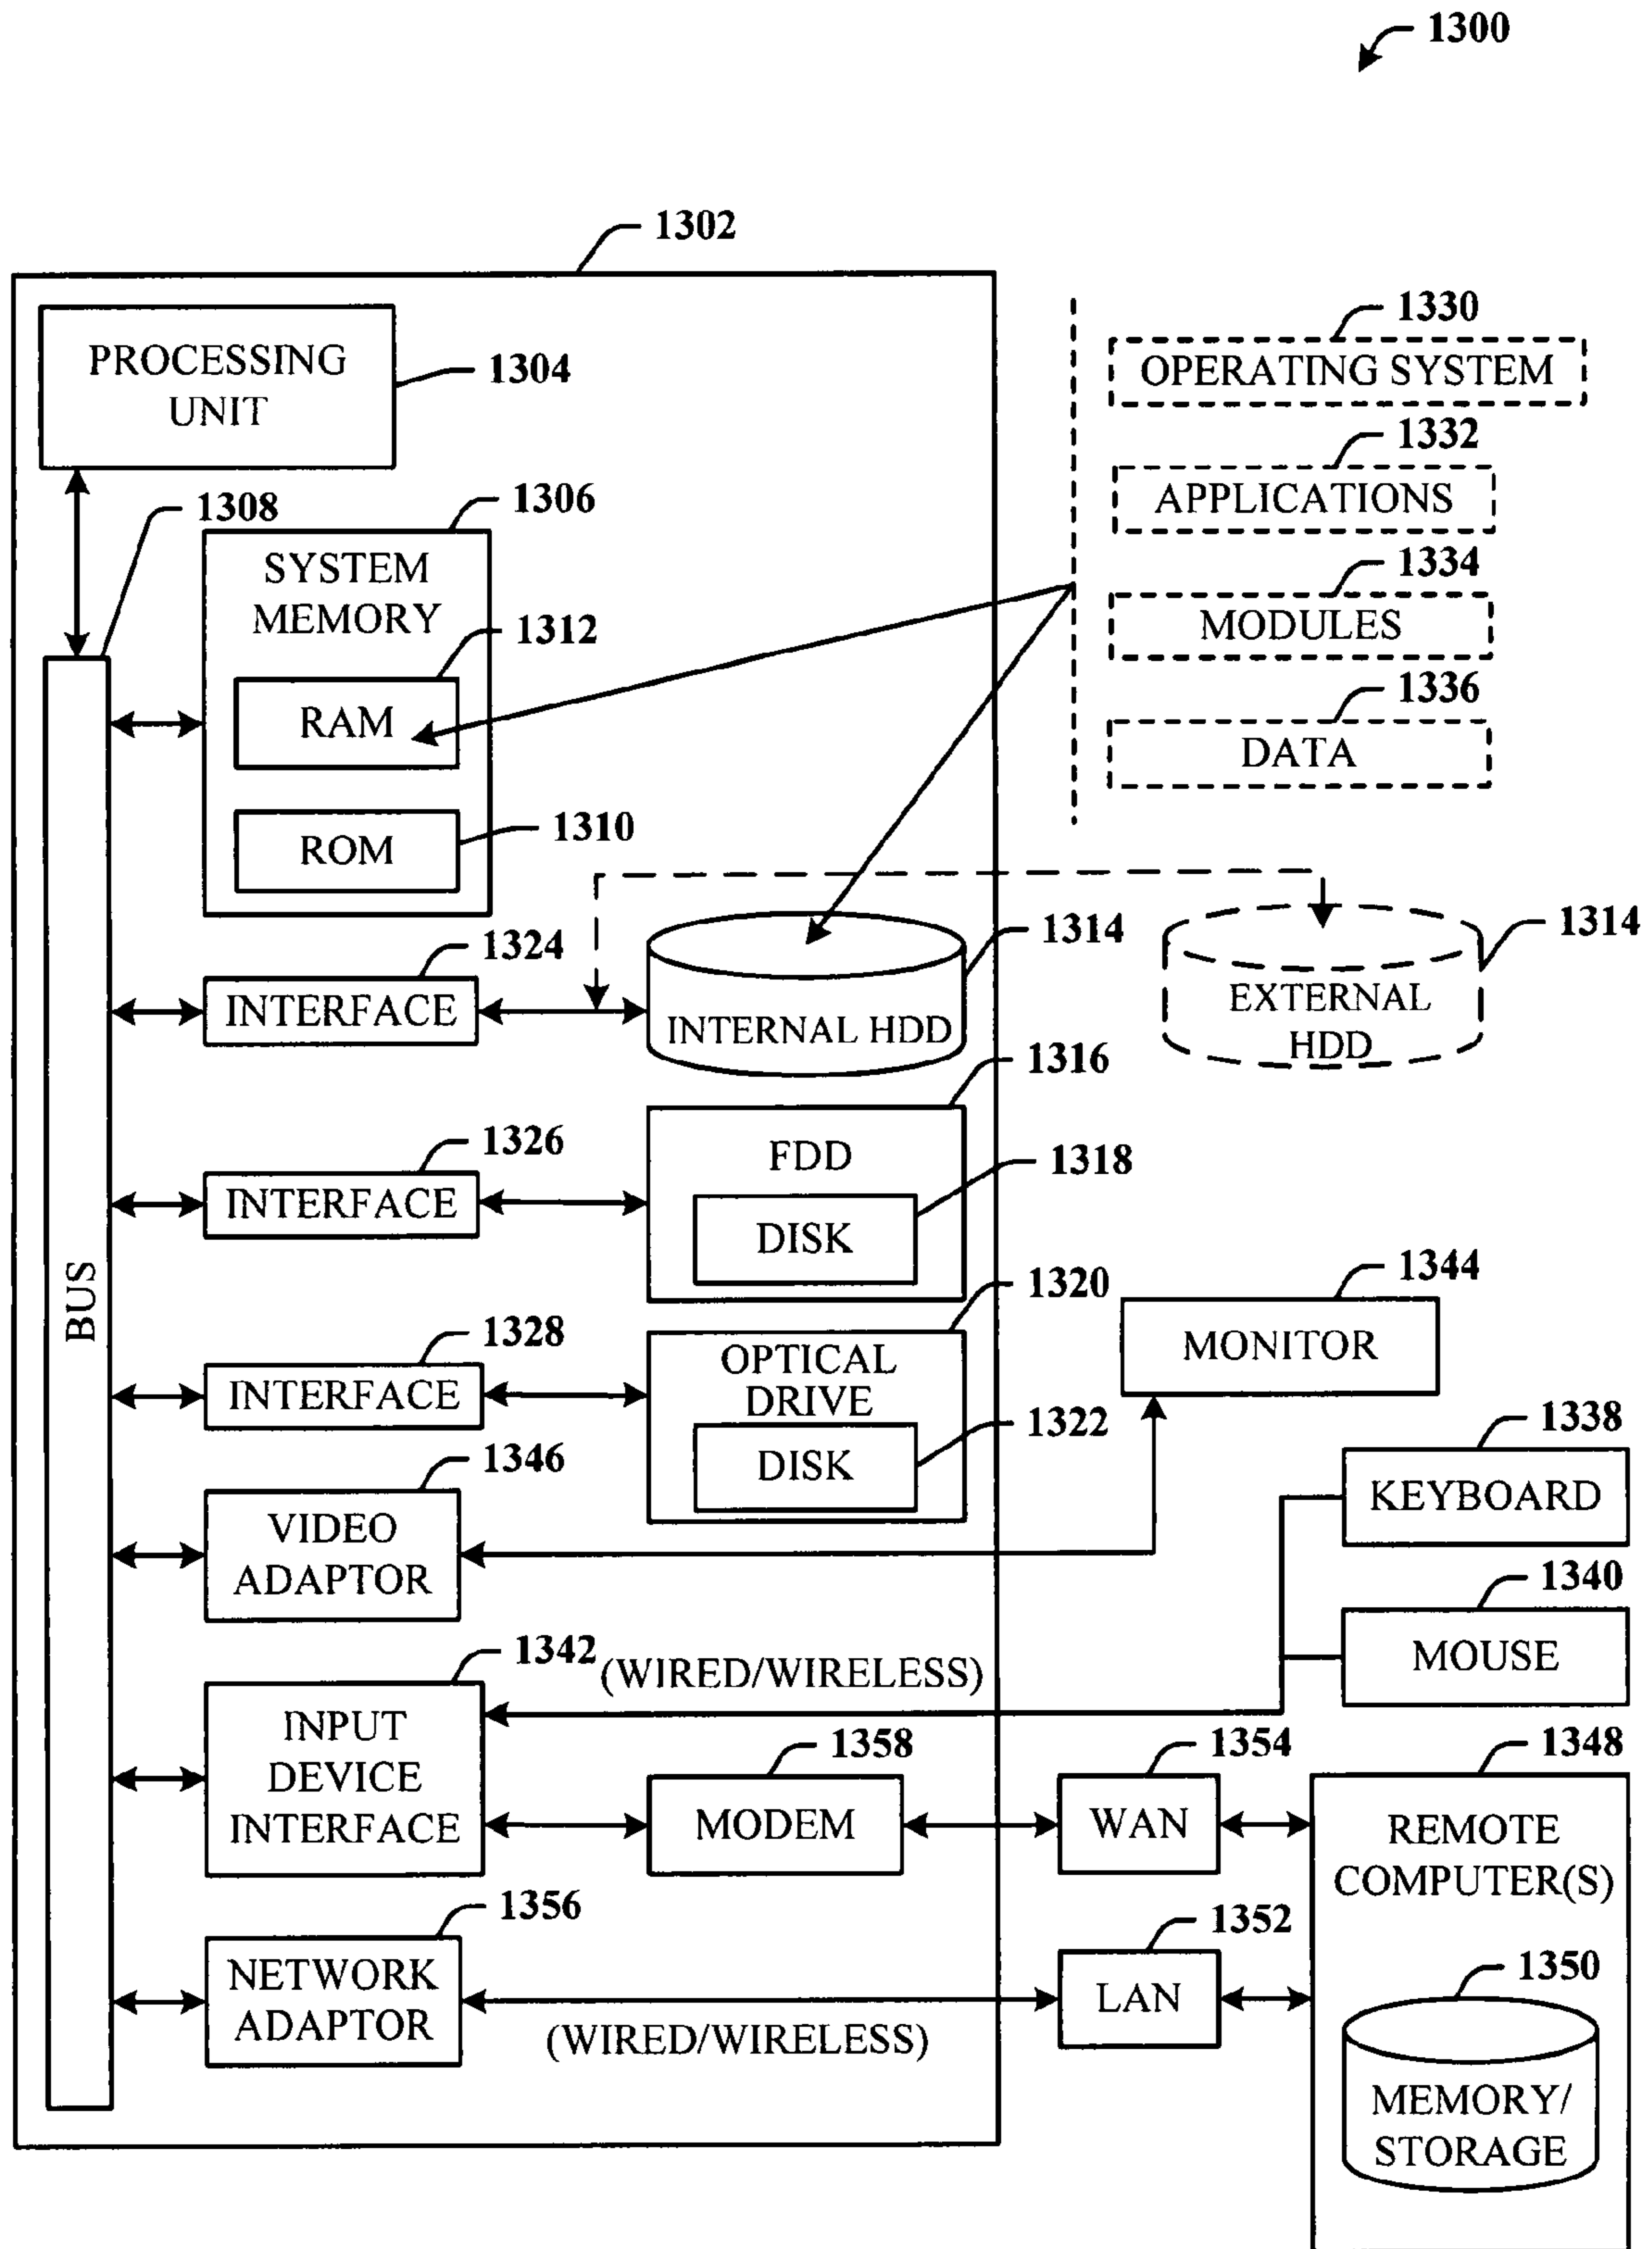 1300
1302
PROCESSING
UNIT
1304
1330
OPERATING SYSTEM
1332
APPLICATIONS
1334
MODULES
1336
DATA
1308
1306
SYSTEM
MEMORY
1312
RAM
1310
ROM
BUS
1324
INTERFACE
1314
INTERNAL HDD
1314
EXTERNAL
HDD
1326
INTERFACE
1316
FDD
1318
DISK
1328
INTERFACE
1320
OPTICAL
DRIVE
1322
DISK
1344
MONITOR
1346
VIDEO
ADAPTOR
1338
KEYBOARD
1340
MOUSE
1342
(WIRED/WIRELESS)
INPUT
DEVICE
INTERFACE
1358
MODEM
1354
WAN
1348
REMOTE
COMPUTER(S)
1356
NETWORK
ADAPTOR
(WIRED/WIRELESS)
1352
LAN
1350
MEMORY/
STORAGE